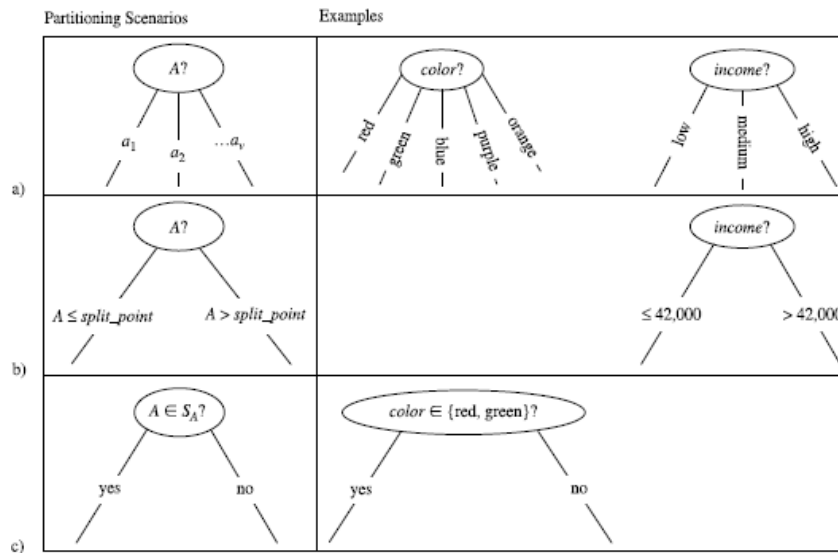 Partitioning Scenarios
Examples
A?
a1
a2
…av
color?
red
green
blue
purple
orange
income?
low
medium
high
a)
A?
A ≤ split_point
A > split_point
income?
≤ 42,000
> 42,000
b)
A ∈ SA?
yes
no
color ∈ {red, green}?
yes
no
c)